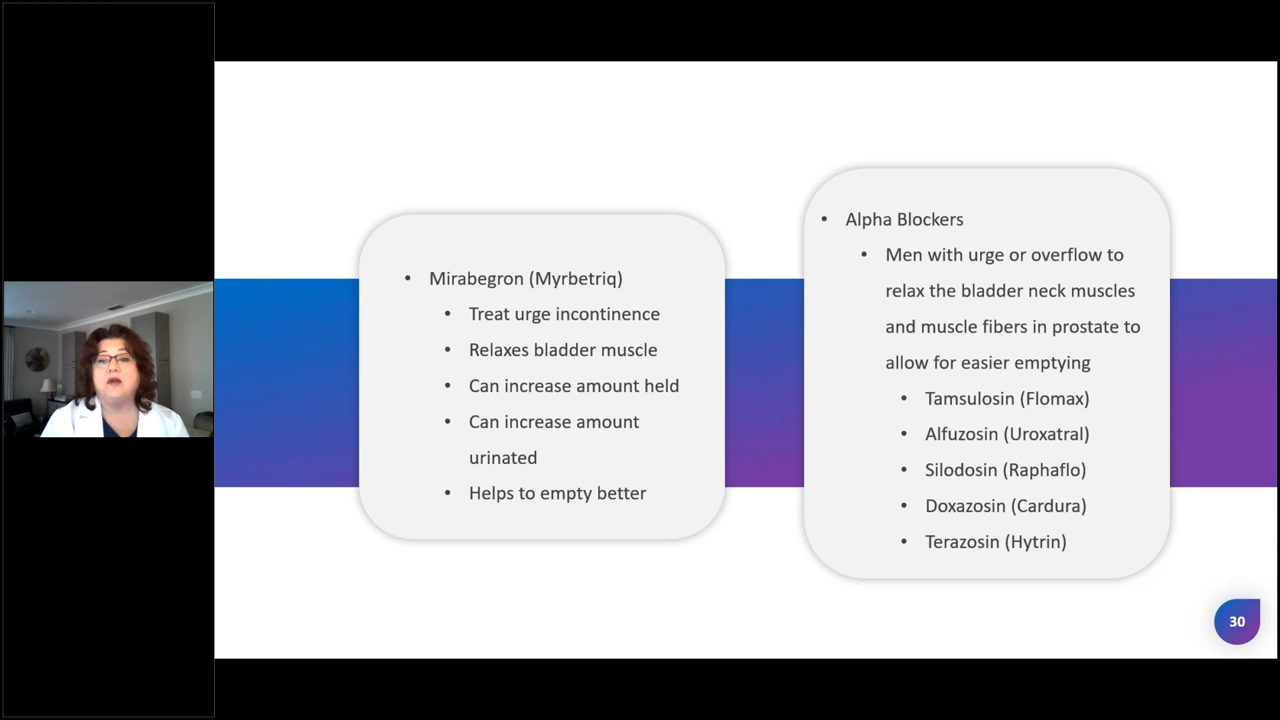 • Mirabegron (Myrbetriq)
• Treat urge incontinence
• Relaxes bladder muscle
• Can increase amount held
• Can increase amount
urinated
• Helps to empty better
• Alpha Blockers
• Men with urge or overflow to
relax the bladder neck muscles
and muscle fibers in prostate to
allow for easier emptying
• Tamsulosin (Flomax)
• Alfuzosin (Uroxatral)
• Silodosin (Raphaflo)
• Doxazosin (Cardura)
• Terazosin (Hytrin)
30